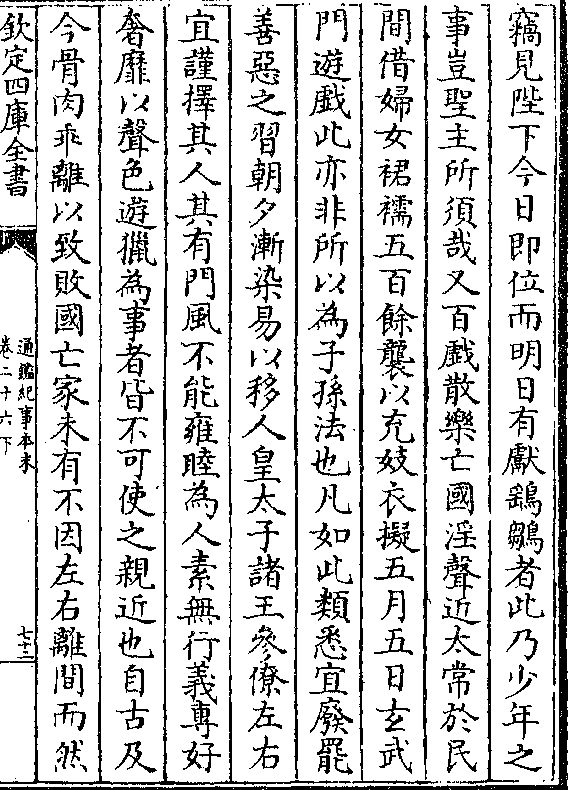 竊見陛下今日即位而明日有獻鷂鶵者此乃少年之
事豈聖主所須哉又百戲散樂亡國淫聲近太常於民
間借婦女裙襦五百餘襲以充妓衣擬五月五日玄武
門遊戲此亦非所以為子孫法也凡如此類悉宜廢罷
善惡之習朝夕漸染易以移人皇太子諸王參僚左右
宜謹擇其人其有門風不能雍睦為人素無行義專好
奢靡以聲色遊獵為事者皆不可使之親近也自古及
今骨肉乖離以致敗國亡家未有不因左右離間而然
欽定四庫全書
通鑑紀事本末
卷二十六下
七十二